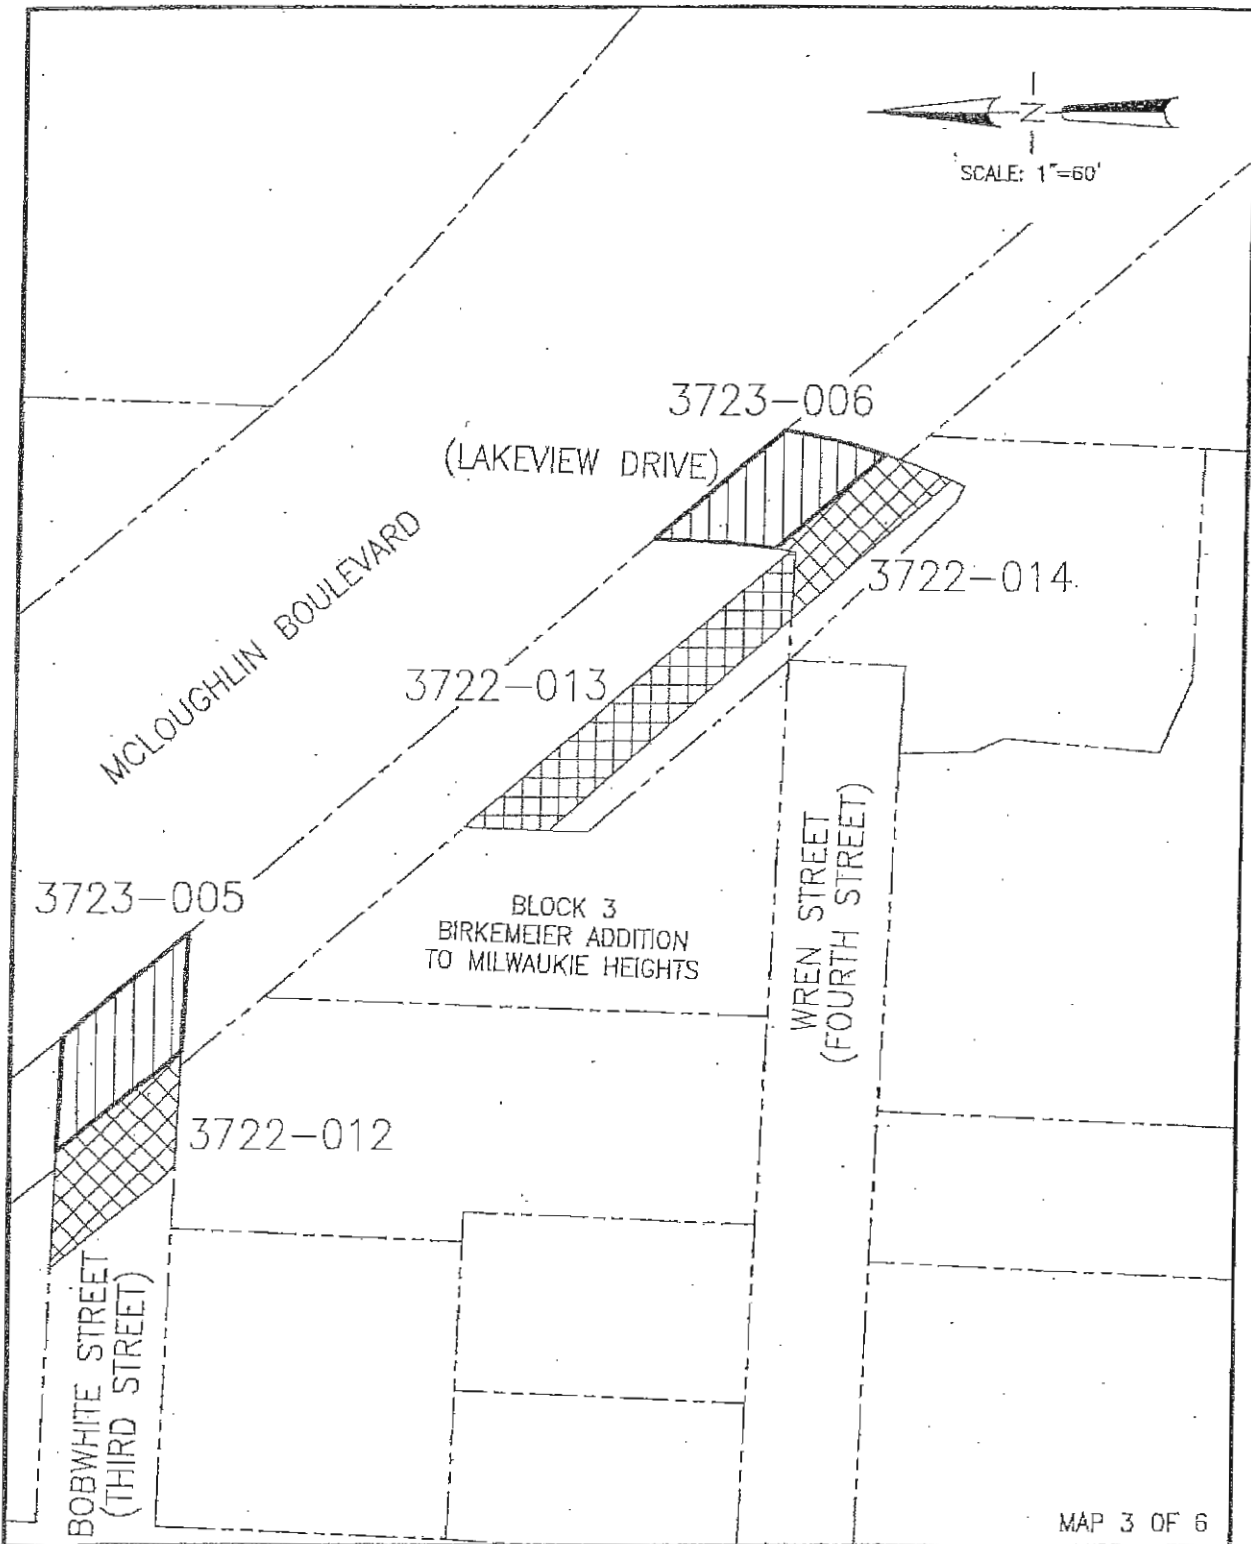 N
SCALE: 1"=60'
3723-006
(LAKEVIEW DRIVE)
MCLOUGHLIN BOULEVARD
3722-014
3722-013
3723-005
BLOCK 3
BIRKEMEIER ADDITION
TO MILWAUKIE HEIGHTS
WREN STREET
(FOURTH STREET)
3722-012
BOBWHITE STREET
(THIRD STREET)
MAP 3 OF 6